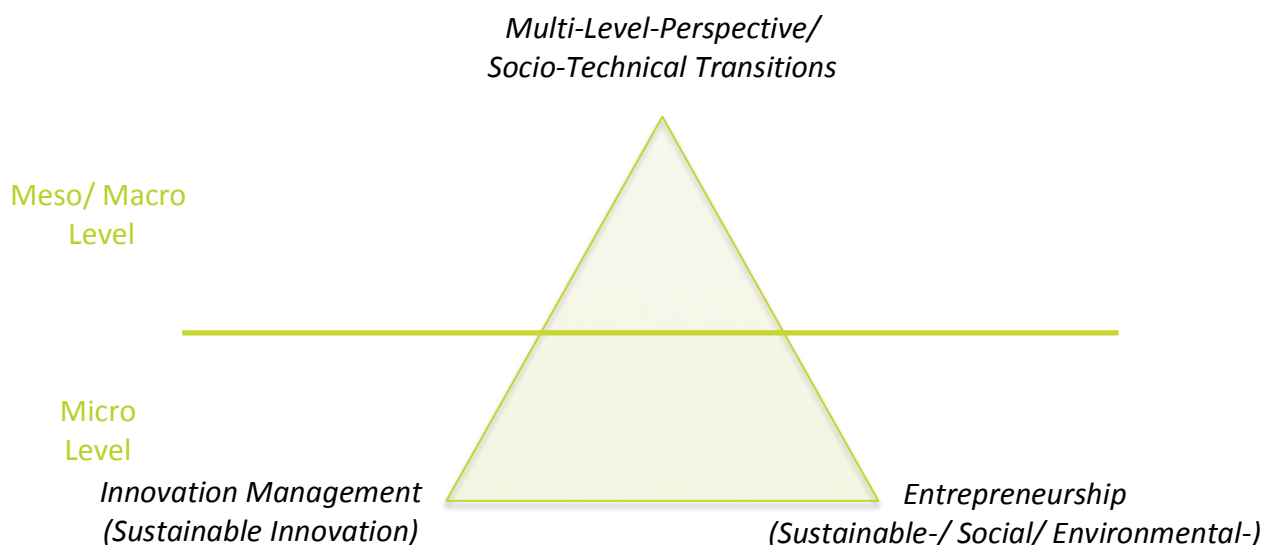 Multi-Level-Perspective/
Socio-Technical Transitions
Meso/ Macro
Level
Micro
Level
Innovation Management
(Sustainable Innovation)
Entrepreneurship
(Sustainable-/ Social/ Environmental-)